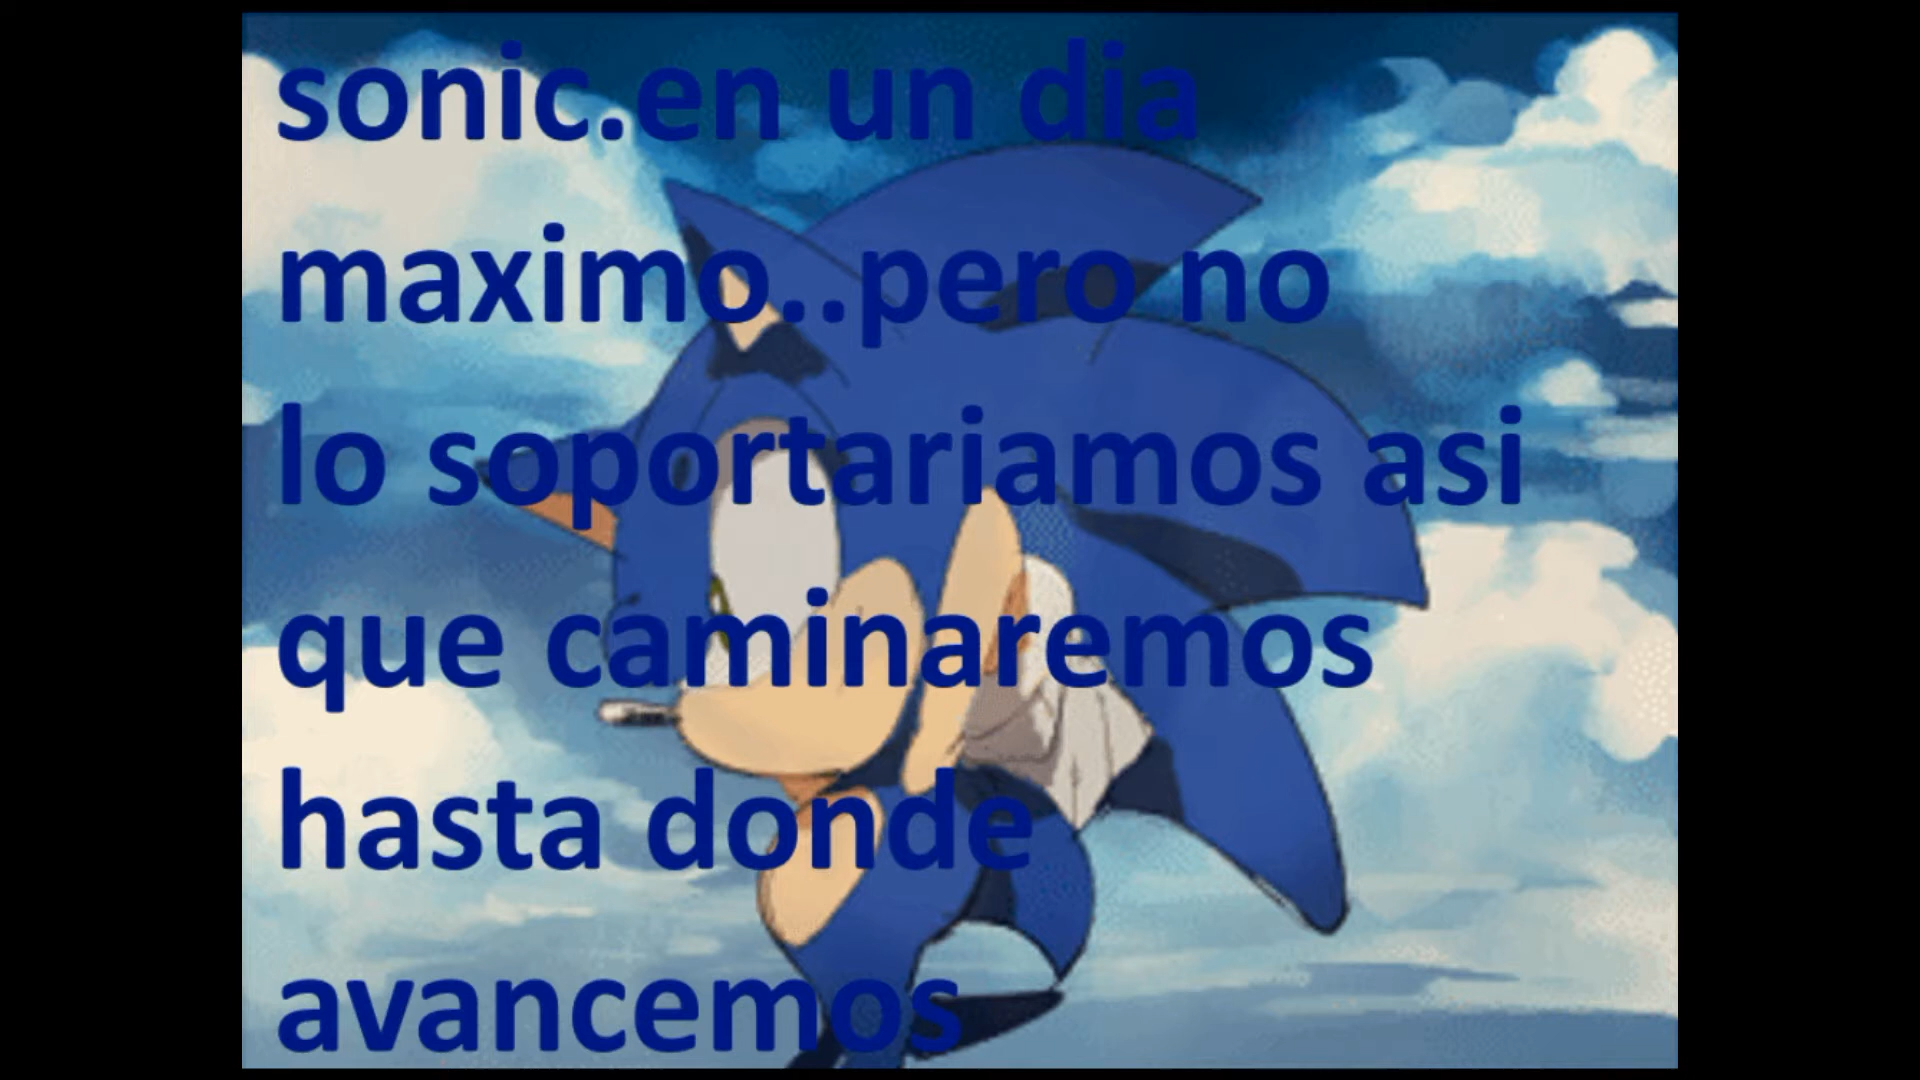 sonic.en un dia
maximo..pero no
lo soportariamos asi
que caminaremos
hasta donde
avancemos